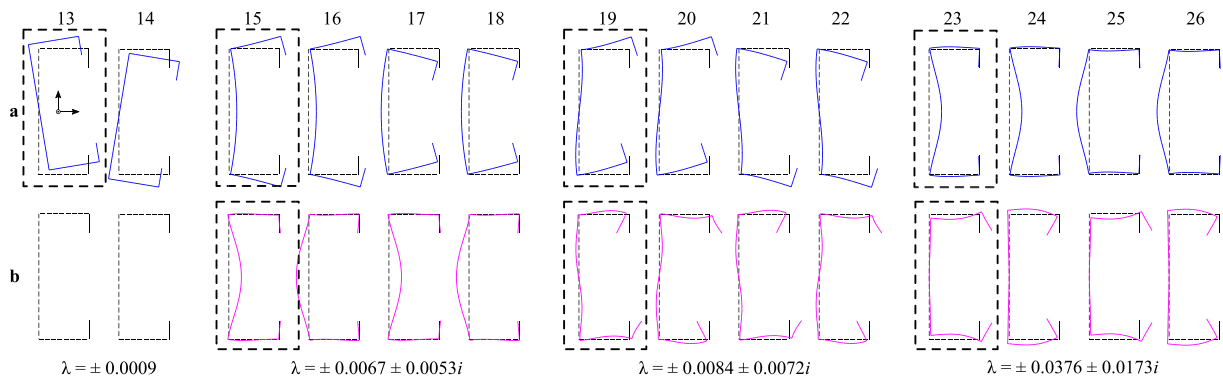 13 14 15 16 17 18 19 20 21 22 23 24 25 26
a
b
λ = ± 0.0009 λ = ± 0.0067 ± 0.0053i λ = ± 0.0084 ± 0.0072i λ = ± 0.0376 ± 0.0173i